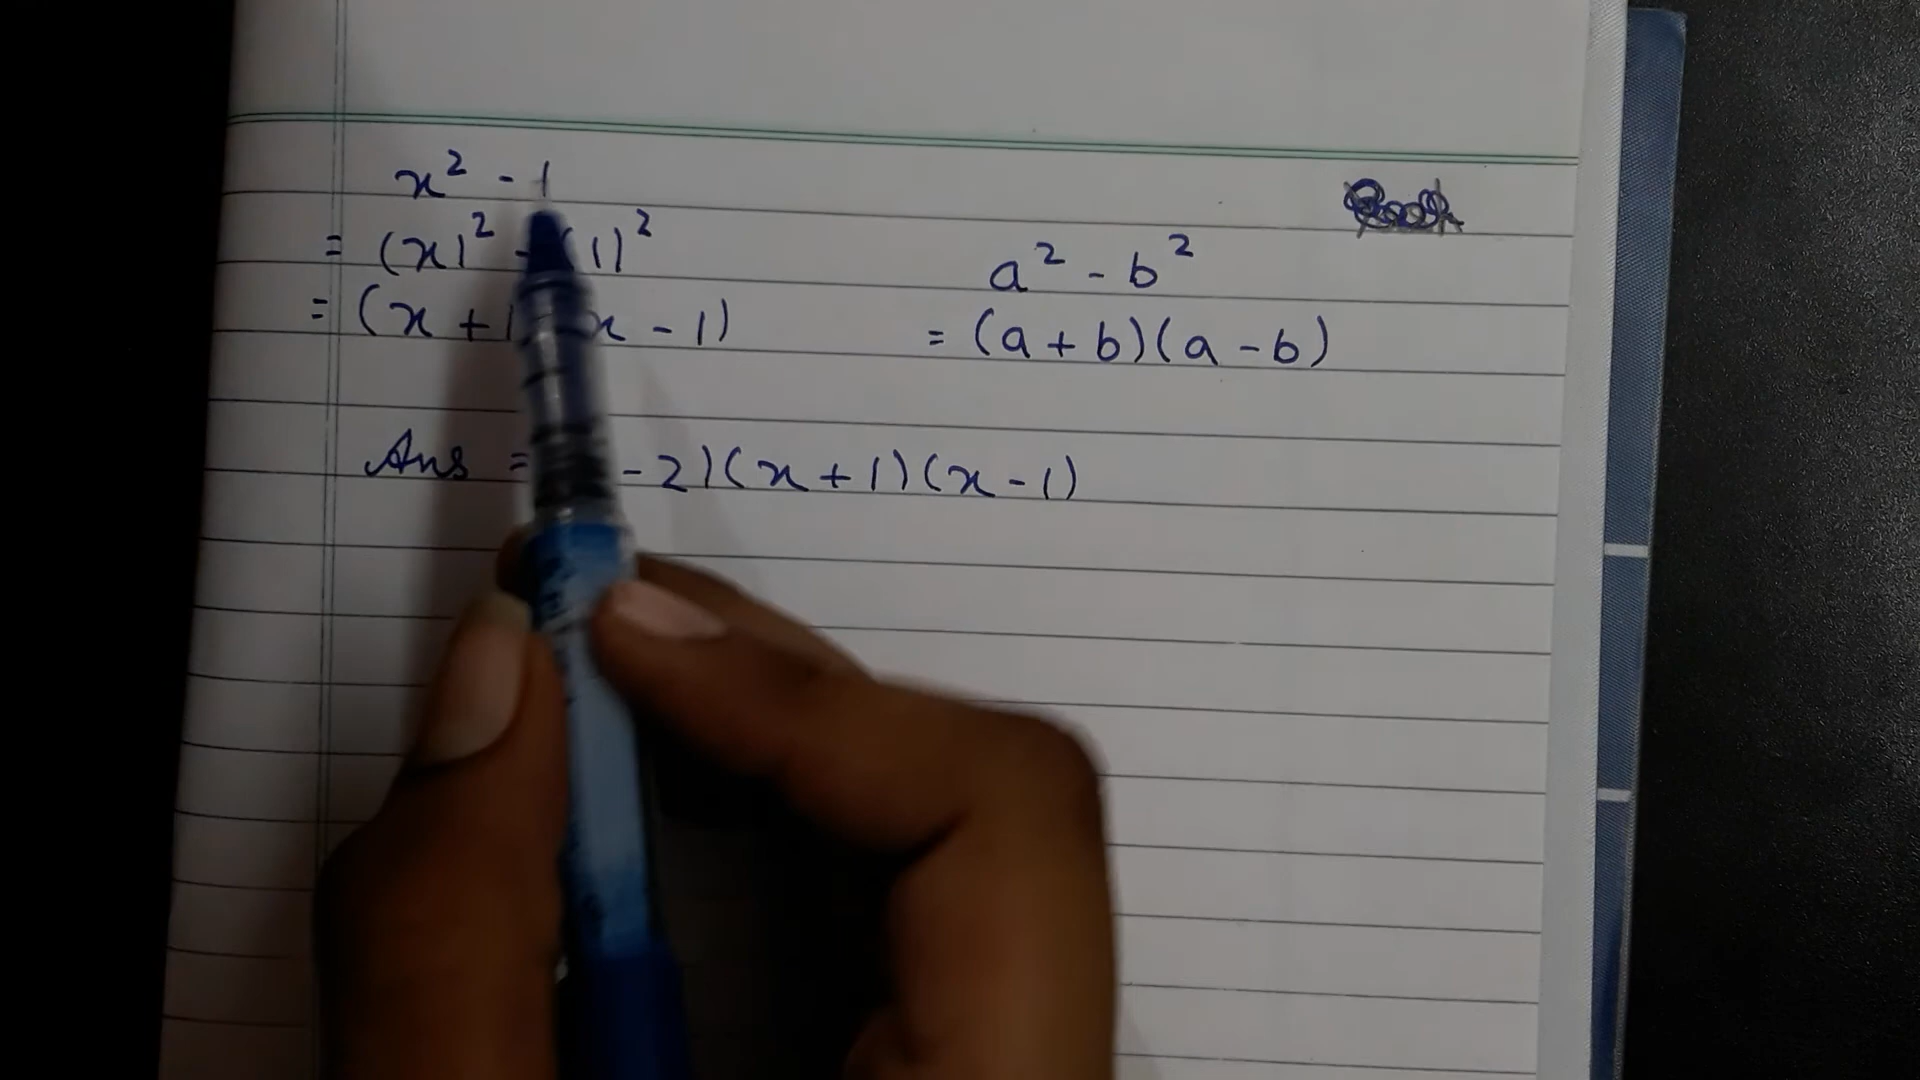 x² - 1
= (x)² - (1)²
= (x + 1)(x - 1)
a² - b²
= (a + b)(a - b)
Ans = - 2)(x + 1)(x - 1)